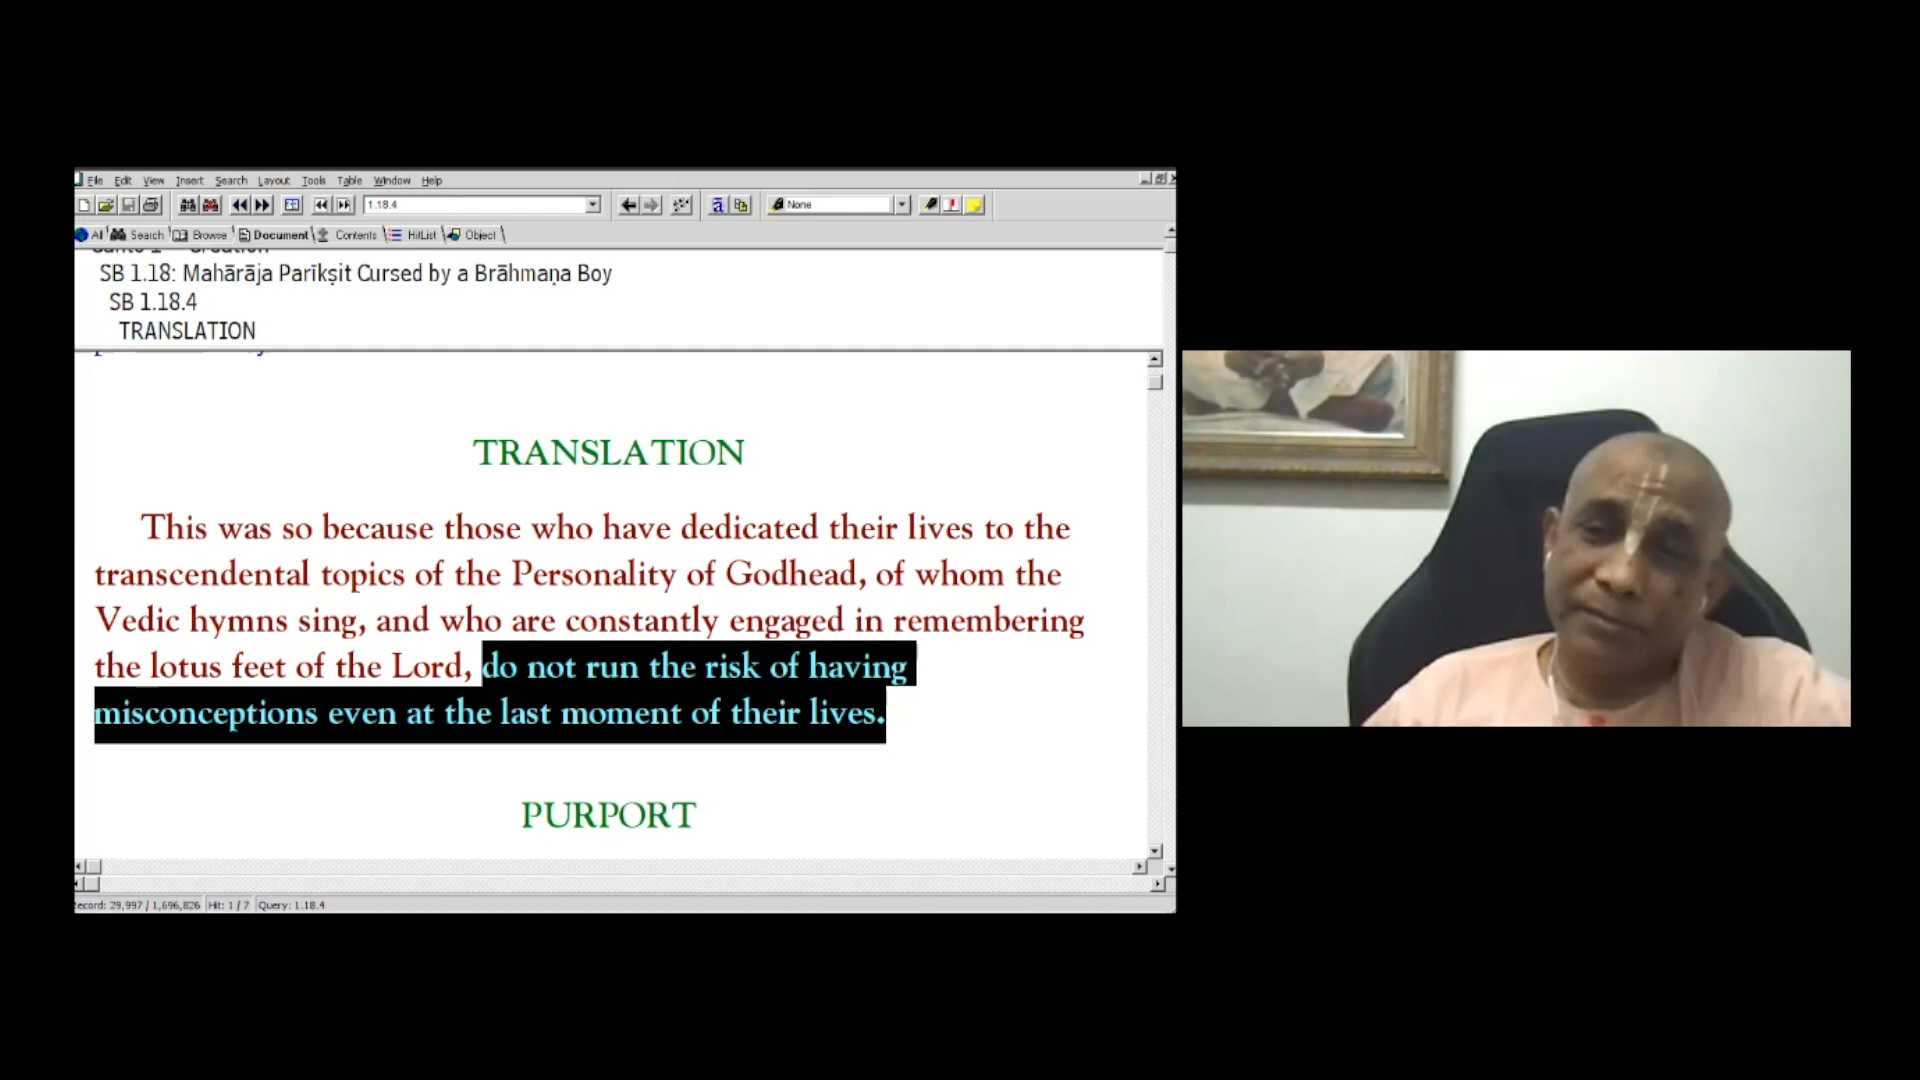 File Edit View Insert Search Layout Tools Table Window Help
1.18.4 None
All Search Browse Document Contents HitList Object
Canto 1 Creation
SB 1.18: Mahārāja Parīkṣit Cursed by a Brāhmaṇa Boy
SB 1.18.4
TRANSLATION
TRANSLATION
This was so because those who have dedicated their lives to the
transcendental topics of the Personality of Godhead, of whom the
Vedic hymns sing, and who are constantly engaged in remembering
the lotus feet of the Lord, do not run the risk of having
misconceptions even at the last moment of their lives.
PURPORT
ecord: 29,997 / 1,696,826 Hit: 1 / 7 Query: 1.18.4